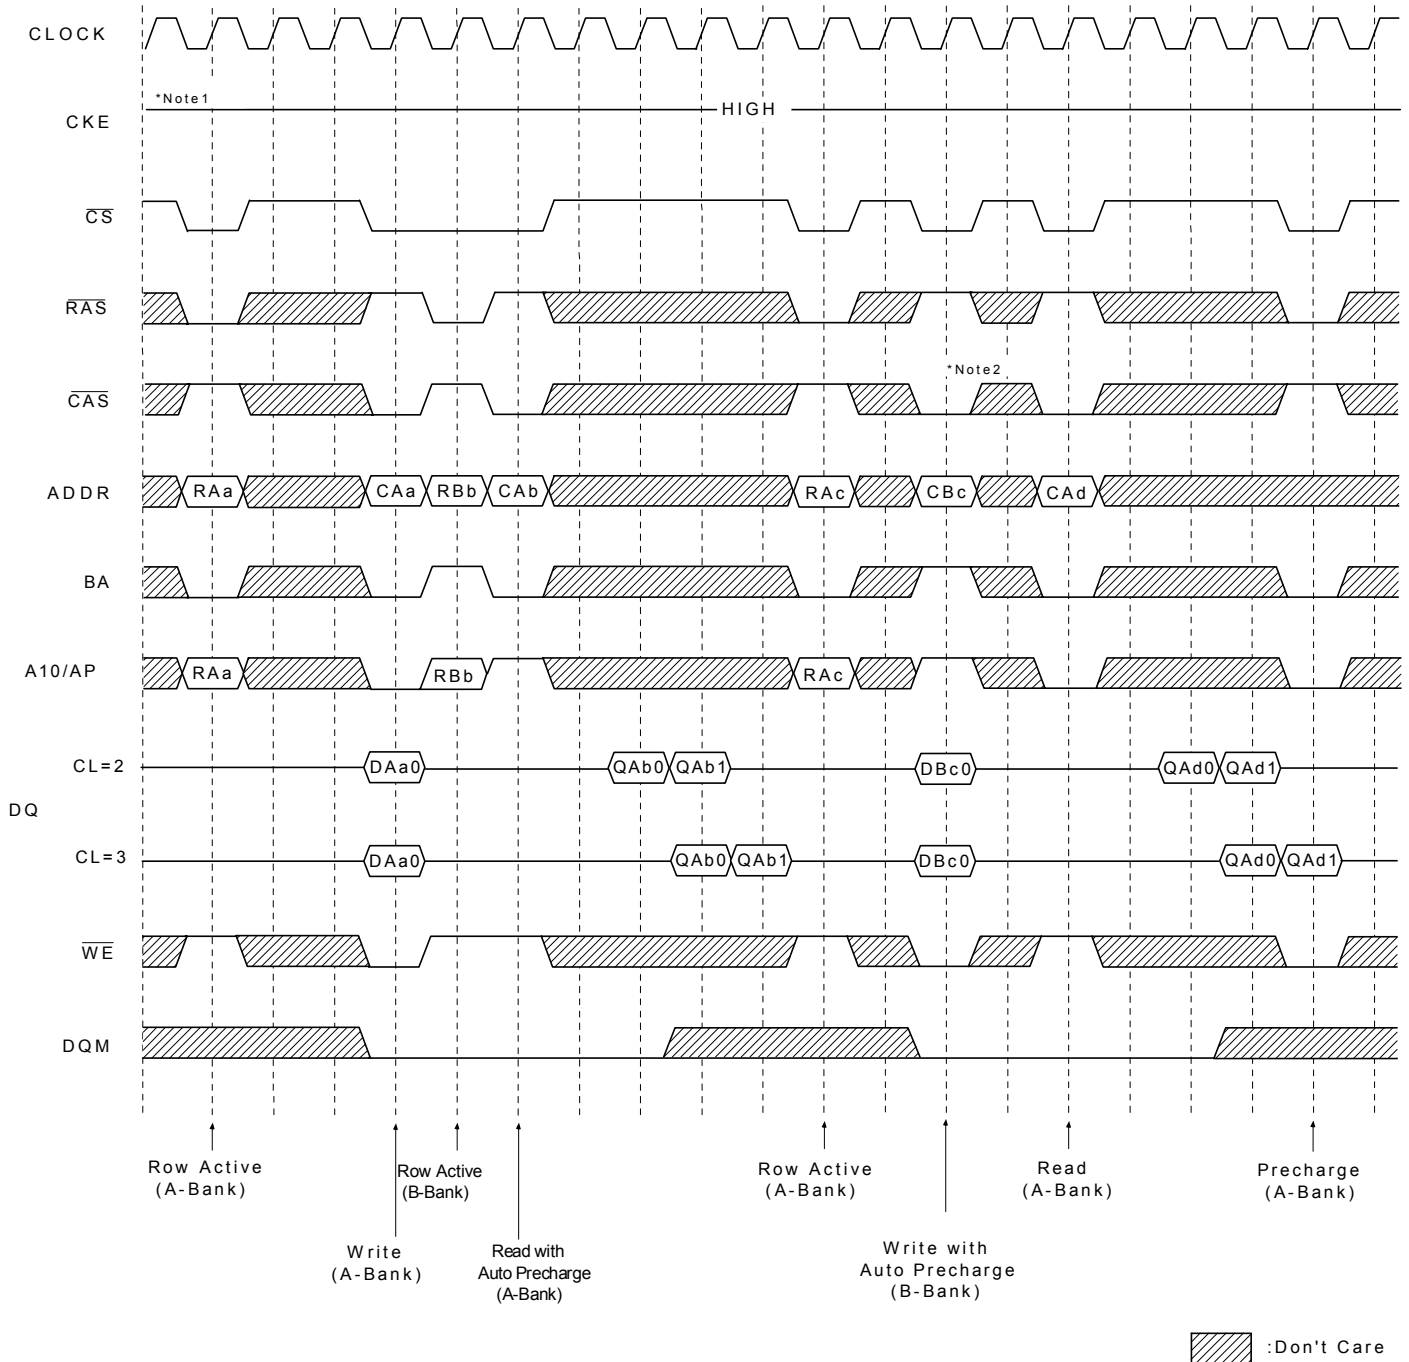 CLOCK
*Note1
HIGH
CKE
CS
RAS
*Note2
CAS
ADDR RAa CAa RBb CAb RAc CBc CAd
BA
A10/AP RAa RBb RAc
CL=2 DAa0 QAb0 QAb1 DBc0 QAd0 QAd1
DQ
CL=3 DAa0 QAb0 QAb1 DBc0 QAd0 QAd1
WE
DQM
Row Active
(A-Bank)
Row Active
(B-Bank)
Row Active
(A-Bank)
Read
(A-Bank)
Precharge
(A-Bank)
Write
(A-Bank)
Read with
Auto Precharge
(A-Bank)
Write with
Auto Precharge
(B-Bank)
:Don't Care